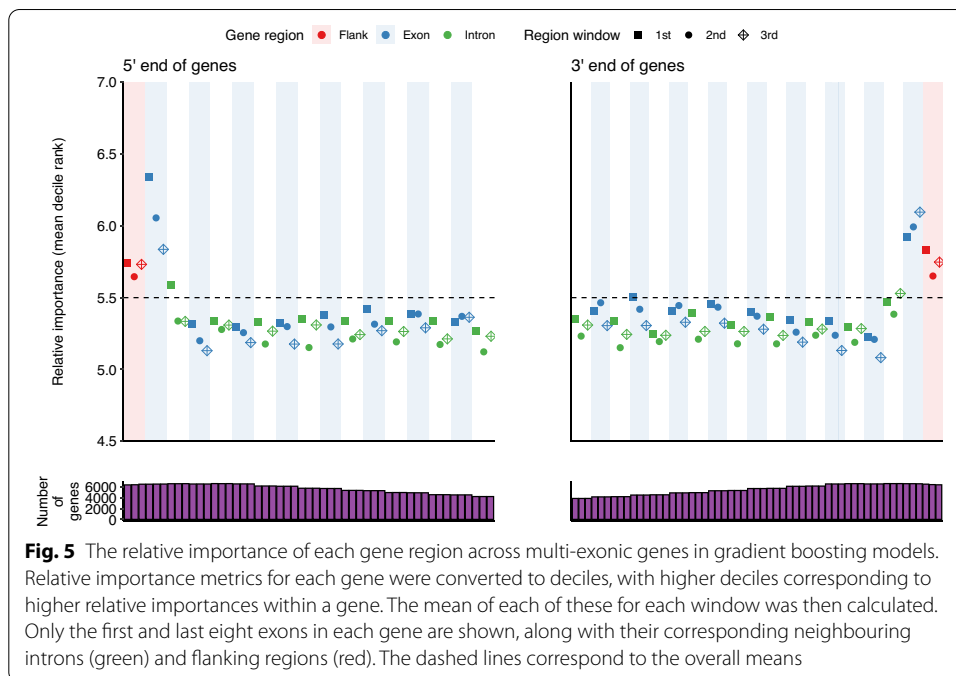 Gene region Flank Exon Intron Region window 1st 2nd 3rd
5' end of genes
3' end of genes
Relative importance (mean decile rank)
7.0
6.5
6.0
5.5
5.0
4.5
Number of genes
6000
4000
2000
0
Fig. 5 The relative importance of each gene region across multi-exonic genes in gradient boosting models.
Relative importance metrics for each gene were converted to deciles, with higher deciles corresponding to
higher relative importances within a gene. The mean of each of these for each window was then calculated.
Only the first and last eight exons in each gene are shown, along with their corresponding neighbouring
introns (green) and flanking regions (red). The dashed lines correspond to the overall means